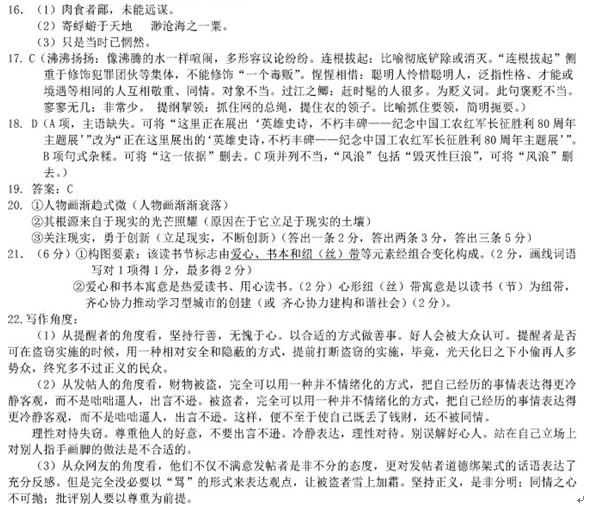 16. （1）肉食者鄙，未能远谋。
（2）寄蜉蝣于天地　渺沧海之一粟。
（3）只是当时已惘然。
17. C（沸沸扬扬：像沸腾的水一样喧闹，多形容议论纷纷。连根拔起：比喻彻底铲除或消灭。“连根拔起”侧
重于修饰犯罪团伙等集体，不能修饰“一个毒贩”。惺惺相惜：聪明人怜惜聪明人，泛指性格、才能或
境遇等相同的人互相敬重、同情。对象不当。过江之鲫：赶时髦的人很多。为贬义词。此句褒贬不当。
寥寥无几：非常少。 提纲挈领：抓住网的总绳，提住衣的领子。比喻抓住要领，简明扼要。）
18. D（A项，主语缺失。可将“这里正在展出‘英雄史诗，不朽丰碑——纪念中国工农红军长征胜利80周年
主题展’”改为“正在这里展出的‘英雄史诗，不朽丰碑——纪念中国工农红军长征胜利80周年主题展’”。
B项句式杂糅。可将“这一依据”删去。C项并列不当，“风浪”包括“毁灭性巨浪”，可将“风浪”删
去。）
19. 答案：C
20. ①人物画渐趋式微（人物画渐渐衰落）
②其根源来自于现实的光芒照耀（原因在于它立足于现实的土壤）
③关注现实，勇于创新（立足现实，不断创新）（答出一条2分，答出两条3分，答出三条5分）
21. （6分）①构图要素：该读书节标志由爱心、书本和纽（丝）带等元素经组合变化构成。（2分，画线词语
写对1项得1分，最多得2分）
②爱心和书本寓意是热爱读书、用心读书。（2分）心形纽（丝）带寓意是以读书（节）为纽带，
齐心协力推动学习型城市的创建（或 齐心协力建构和谐社会）（2分）。
22.写作角度：
（1）从提醒者的角度看，坚持行善，无愧于心。以合适的方式做善事。好人会被大众认可。提醒者是否
可在盗窃实施的时候，用一种相对安全和隐蔽的方式，提前打断盗窃的实施，毕竟，光天化日之下小偷再人多
势众，终究多不过正义的民众。
（2）从发帖人的角度看，财物被盗，完全可以用一种并不情绪化的方式，把自己经历的事情表达得更冷
静客观，而不是咄咄逼人，出言不逊。被盗者，完全可以用一种并不情绪化的方式，把自己经历的事情表达得
更冷静客观，而不是咄咄逼人，出言不逊。这样，便不至于使自己既丢了钱财，还不被同情。
理性对待失窃。尊重他人的好意，不要出言不逊。冷静表达，理性对待。别误解好心人。站在自己立场上
对别人指手画脚的做法是不合适的。
（3）从众网友的角度看，他们不仅不满意发帖者是非不分的态度，更对发帖者道德绑架式的话语表达了
充分反感。但是完全没必要以“骂”的形式来表达观点，让被盗者雪上加霜。坚持正义，是非分明；同情之心
不可抛；批评别人要以尊重为前提。